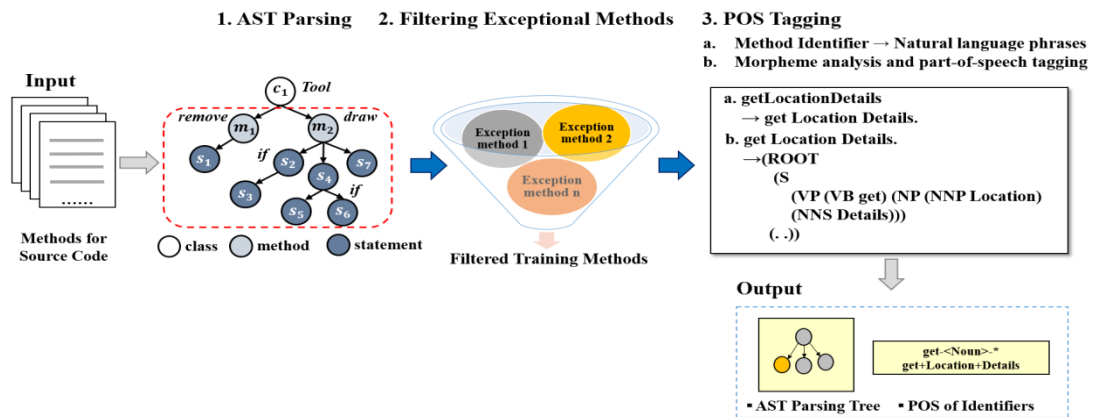 1. AST Parsing
2. Filtering Exceptional Methods
3. POS Tagging
a. Method Identifier → Natural language phrases
b. Morpheme analysis and part-of-speech tagging
Input
......
Methods for
Source Code
Tool
c1
remove
m1
m2
draw
if
s1
s2
s7
s3
s4
if
s5
s6
class
method
statement
Exception
method 1
Exception
method 2
Exception
method n
Filtered Training Methods
a. getLocationDetails
→ get Location Details.
b. get Location Details.
→(ROOT
(S
(VP (VB get) (NP (NNP Location)
(NNS Details)))
(. .))
Output
get-<Noun>-*
get+Location+Details
▪ AST Parsing Tree
▪ POS of Identifiers